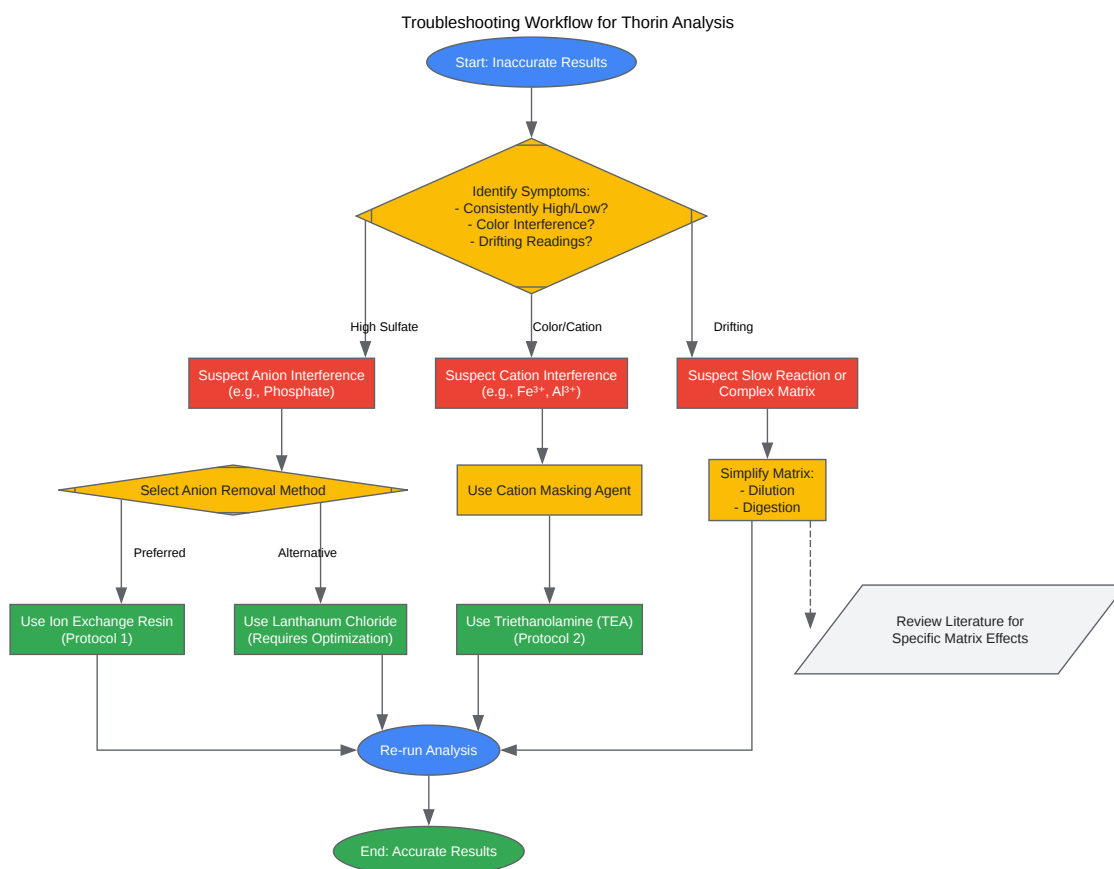 Troubleshooting Workflow for Thorin Analysis
Start: Inaccurate Results
Identify Symptoms:
- Consistently High/Low?
- Color Interference?
- Drifting Readings?
High Sulfate
Color/Cation
Drifting
Suspect Anion Interference
(e.g., Phosphate)
Suspect Cation Interference
(e.g., Fe³⁺, Al³⁺)
Suspect Slow Reaction or
Complex Matrix
Select Anion Removal Method
Use Cation Masking Agent
Simplify Matrix:
- Dilution
- Digestion
Preferred
Alternative
Use Ion Exchange Resin
(Protocol 1)
Use Lanthanum Chloride
(Requires Optimization)
Use Triethanolamine (TEA)
(Protocol 2)
Review Literature for
Specific Matrix Effects
Re-run Analysis
End: Accurate Results